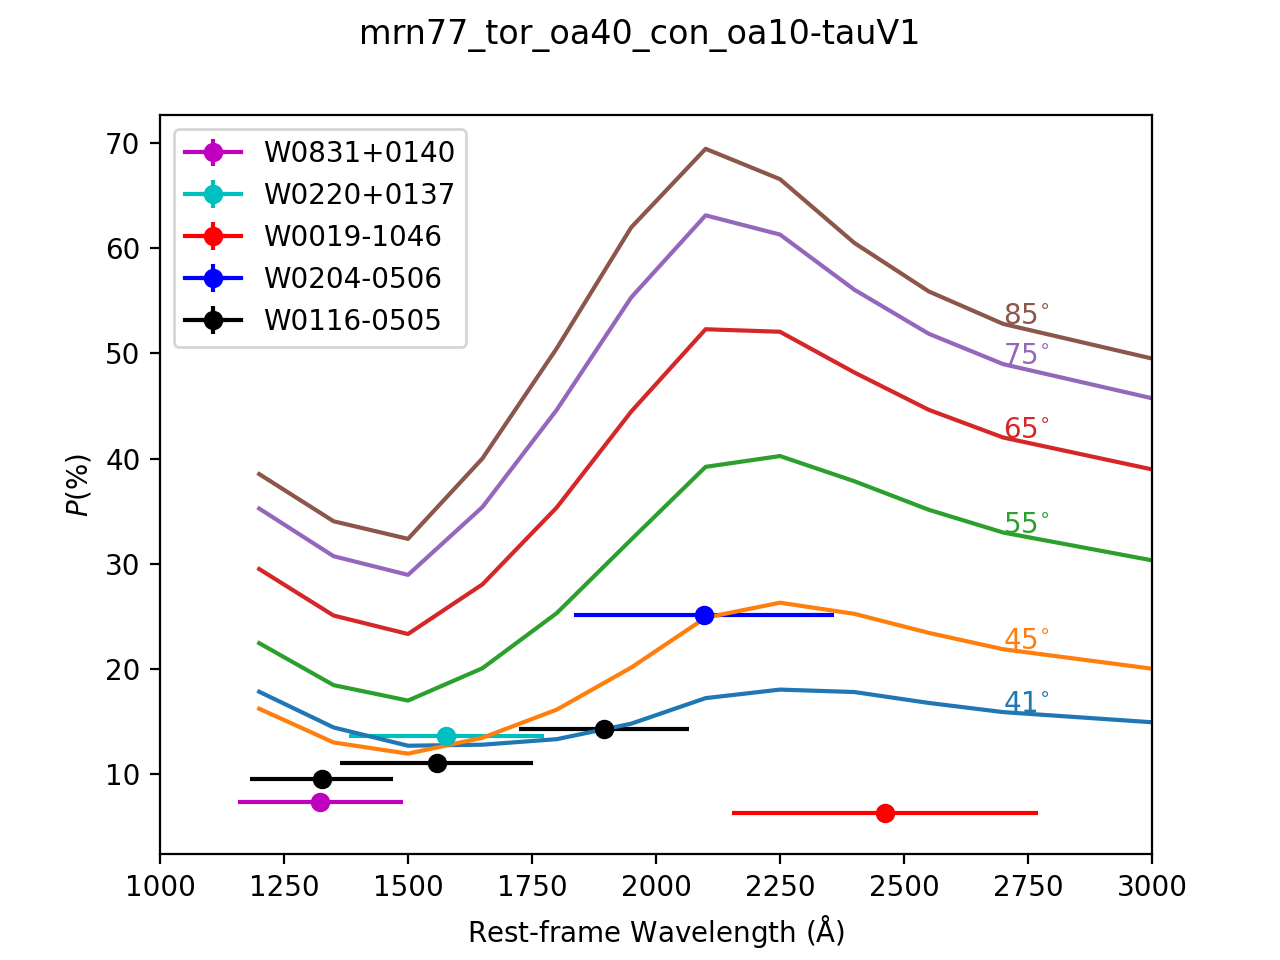 mrn77_tor_oa40_con_oa10-tauV1
70
60
50
40
30
20
10
P(%)
W0831+0140
W0220+0137
W0019-1046
W0204-0506
W0116-0505
85°
75°
65°
55°
45°
41°
1000 1250 1500 1750 2000 2250 2500 2750 3000
Rest-frame Wavelength (Å)